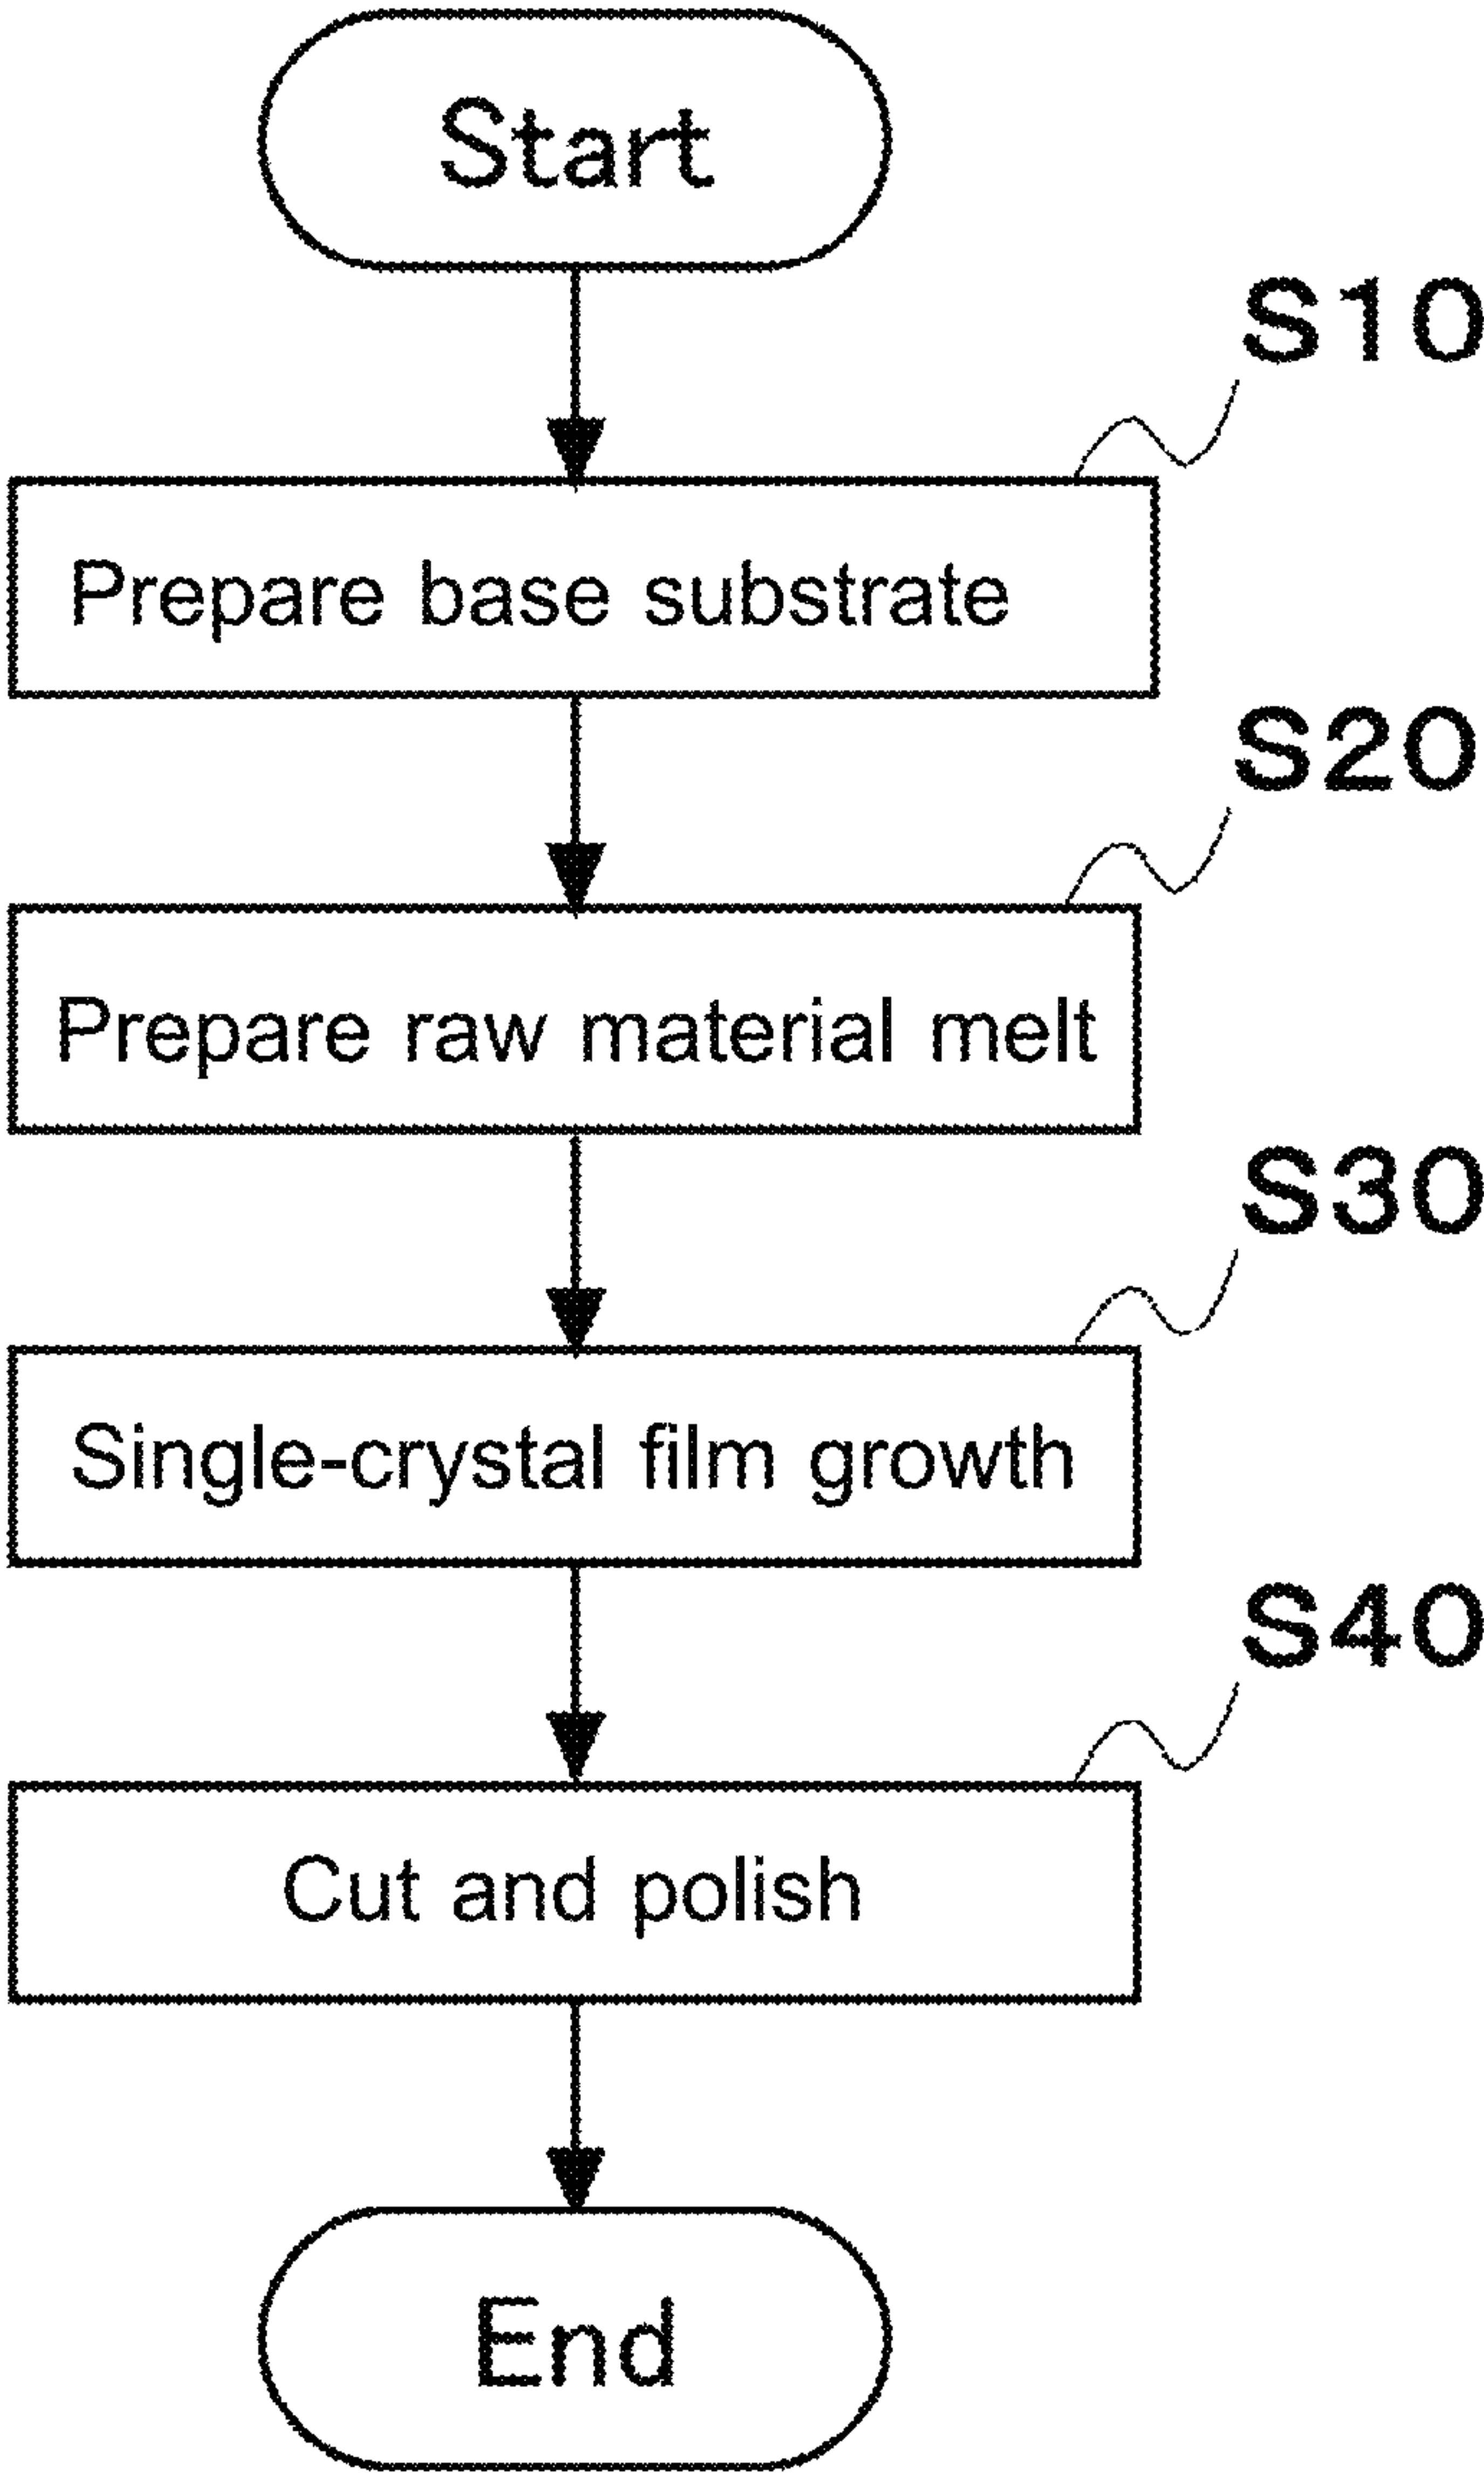 Start
S10
Prepare base substrate
S20
Prepare raw material melt
S30
Single-crystal film growth
S40
Cut and polish
End